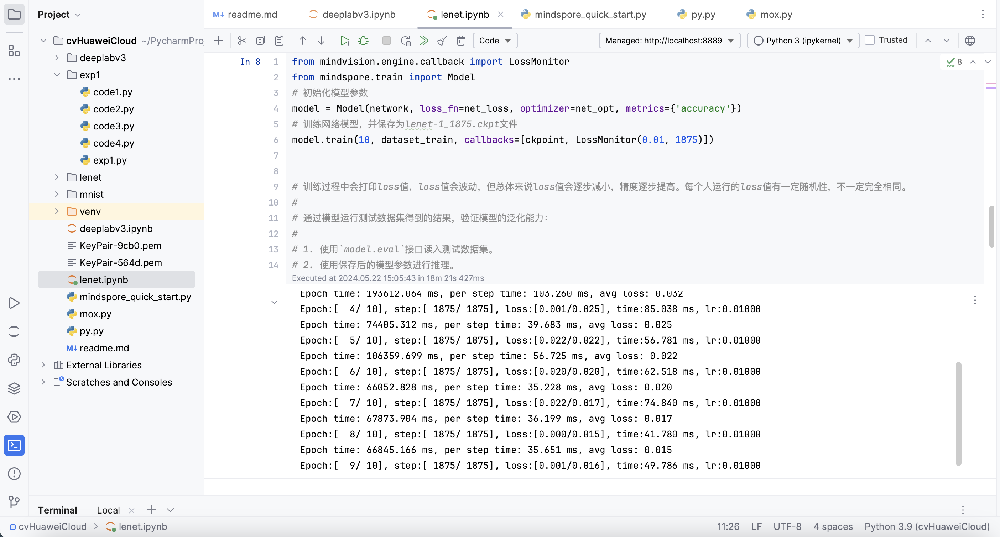 Project
readme.md
deeplabv3.ipynb
lenet.ipynb
mindspore_quick_start.py
py.py
mox.py
Code
Managed: http://localhost:8889
Python 3 (ipykernel)
Trusted
cvHuaweiCloud ~/PycharmPro
deeplabv3
exp1
code1.py
code2.py
code3.py
code4.py
exp1.py
lenet
mnist
venv
deeplabv3.ipynb
KeyPair-9cb0.pem
KeyPair-564d.pem
lenet.ipynb
mindspore_quick_start.py
mox.py
py.py
M↓ readme.md
External Libraries
Scratches and Consoles
In 8
8
1 from mindvision.engine.callback import LossMonitor
2 from mindspore.train import Model
3 # 初始化模型参数
4 model = Model(network, loss_fn=net_loss, optimizer=net_opt, metrics={'accuracy'})
5 # 训练网络模型，并保存为lenet-1_1875.ckpt文件
6 model.train(10, dataset_train, callbacks=[ckpoint, LossMonitor(0.01, 1875)])
7
8
9 # 训练过程中会打印loss值，loss值会波动，但总体来说loss值会逐步减小，精度逐步提高。每个人运行的loss值有一定随机性，不一定完全相同。
10 #
11 # 通过模型运行测试数据集得到的结果，验证模型的泛化能力：
12 #
13 # 1. 使用`model.eval`接口读入测试数据集。
14 # 2. 使用保存后的模型参数进行推理。
Executed at 2024.05.22 15:05:43 in 18m 21s 427ms
Epoch time: 193612.064 ms, per step time: 103.260 ms, avg loss: 0.032
Epoch:[  4/ 10], step:[ 1875/ 1875], loss:[0.001/0.025], time:85.038 ms, lr:0.01000
Epoch time: 74405.312 ms, per step time: 39.683 ms, avg loss: 0.025
Epoch:[  5/ 10], step:[ 1875/ 1875], loss:[0.022/0.022], time:56.781 ms, lr:0.01000
Epoch time: 106359.699 ms, per step time: 56.725 ms, avg loss: 0.022
Epoch:[  6/ 10], step:[ 1875/ 1875], loss:[0.020/0.020], time:62.518 ms, lr:0.01000
Epoch time: 66052.828 ms, per step time: 35.228 ms, avg loss: 0.020
Epoch:[  7/ 10], step:[ 1875/ 1875], loss:[0.022/0.017], time:74.840 ms, lr:0.01000
Epoch time: 67873.904 ms, per step time: 36.199 ms, avg loss: 0.017
Epoch:[  8/ 10], step:[ 1875/ 1875], loss:[0.000/0.015], time:41.780 ms, lr:0.01000
Epoch time: 66845.166 ms, per step time: 35.651 ms, avg loss: 0.015
Epoch:[  9/ 10], step:[ 1875/ 1875], loss:[0.001/0.016], time:49.786 ms, lr:0.01000
Terminal
Local
cvHuaweiCloud > lenet.ipynb
11:26
LF
UTF-8
4 spaces
Python 3.9 (cvHuaweiCloud)